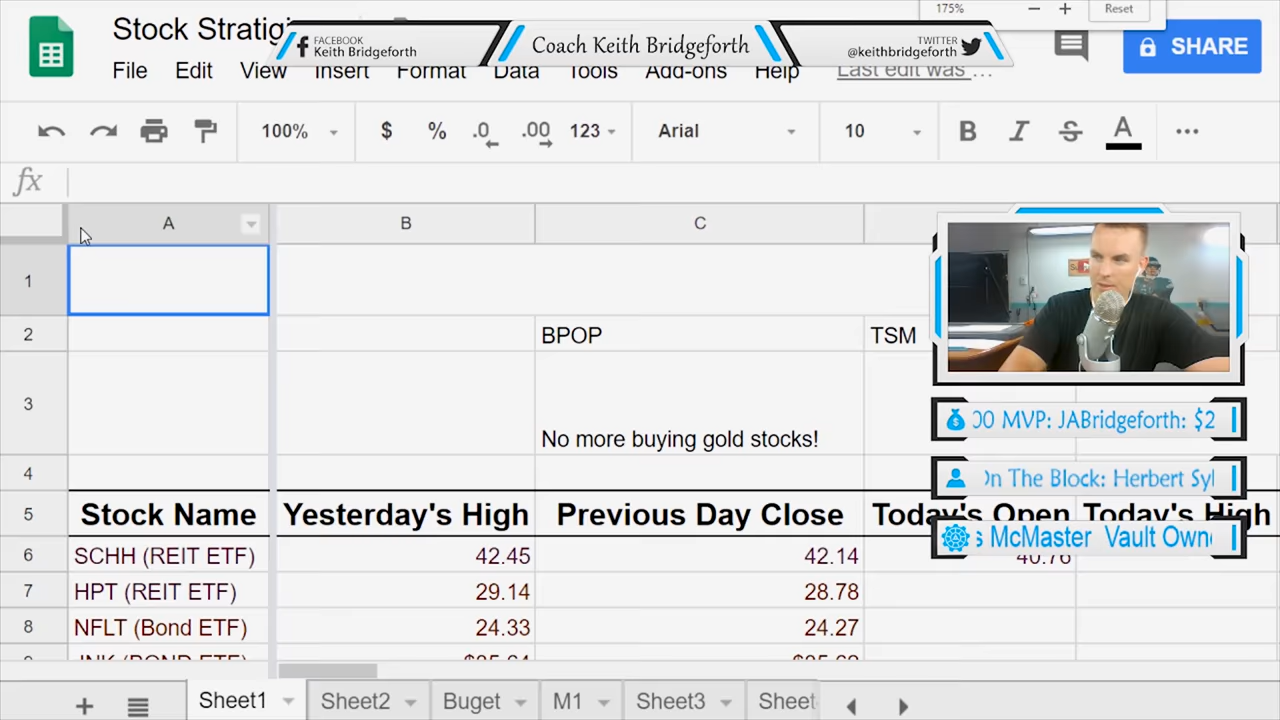 175%
Reset
Stock Stratigi
FACEBOOK
Keith Bridgeforth
Coach Keith Bridgeforth
TWITTER
@keithbridgeforth
SHARE
File Edit View Insert Format Data Tools Add-ons Help Last edit was ...
100% $ % .0 .00 123 Arial 10 B I S A
fx
A B C
1
2 BPOP TSM
3 No more buying gold stocks!
00 MVP: JABridgeforth: $2
4
On The Block: Herbert Syl
5 Stock Name Yesterday's High Previous Day Close Today's Open Today's High
s McMaster Vault Own
6 SCHH (REIT ETF) 42.45 42.14 40.76
7 HPT (REIT ETF) 29.14 28.78
8 NFLT (Bond ETF) 24.33 24.27
Sheet1 Sheet2 Buget M1 Sheet3 Sheet